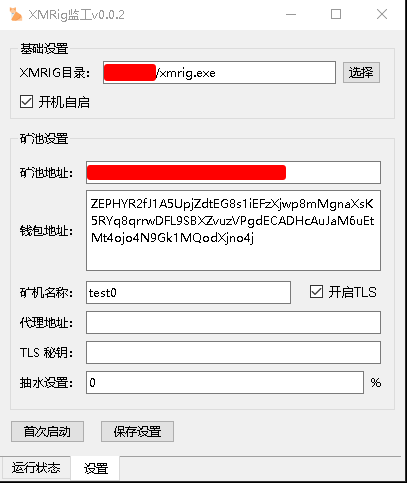 XMRig监工v0.0.2
基础设置
XMRIG目录： /xmrig.exe 选择
开机自启
矿池设置
矿池地址：
钱包地址： ZEPHYR2fJ1A5UpjZdtEG8s1iEFzXjwp8mMgnaXsK
5RYq8qrrwDFL9SBXZvuzVPgdECADHcAuJaM6uEt
Mt4ojo4N9Gk1MQodXjno4j
矿机名称： test0 开启TLS
代理地址：
TLS 秘钥：
抽水设置： 0 %
首次启动 保存设置
运行状态 设置